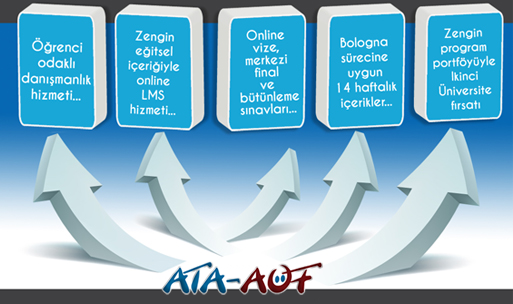 Öğrenci
odaklı
danışmanlık
hizmeti...
Zengin
eğitsel
içeriğiyle
online
LMS
hizmeti...
Online
vize,
merkezi
final
ve
bütünleme
sınavları...
Bologna
sürecine
uygun
14 haftalık
içerikler...
Zengin
program
portföyüyle
İkinci
Üniversite
fırsatı
ATA-AÖF